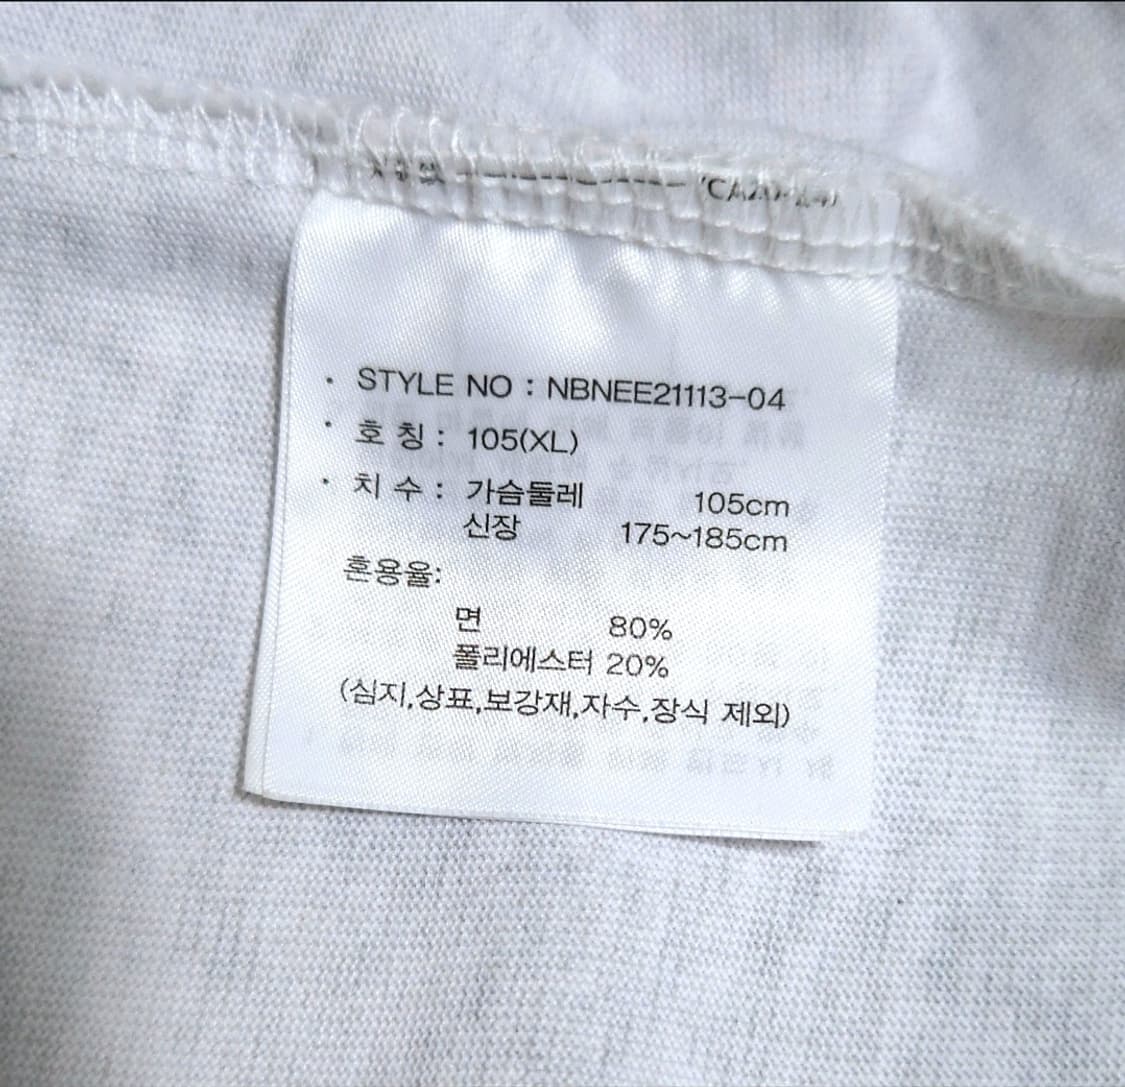 · STYLE NO : NBNEE21113-04
· 호 칭 : 105(XL)
· 치 수 : 가슴둘레 105cm
신장 175~185cm
혼용율:
면 80%
폴리에스터 20%
(심지,상표,보강재,자수,장식 제외)